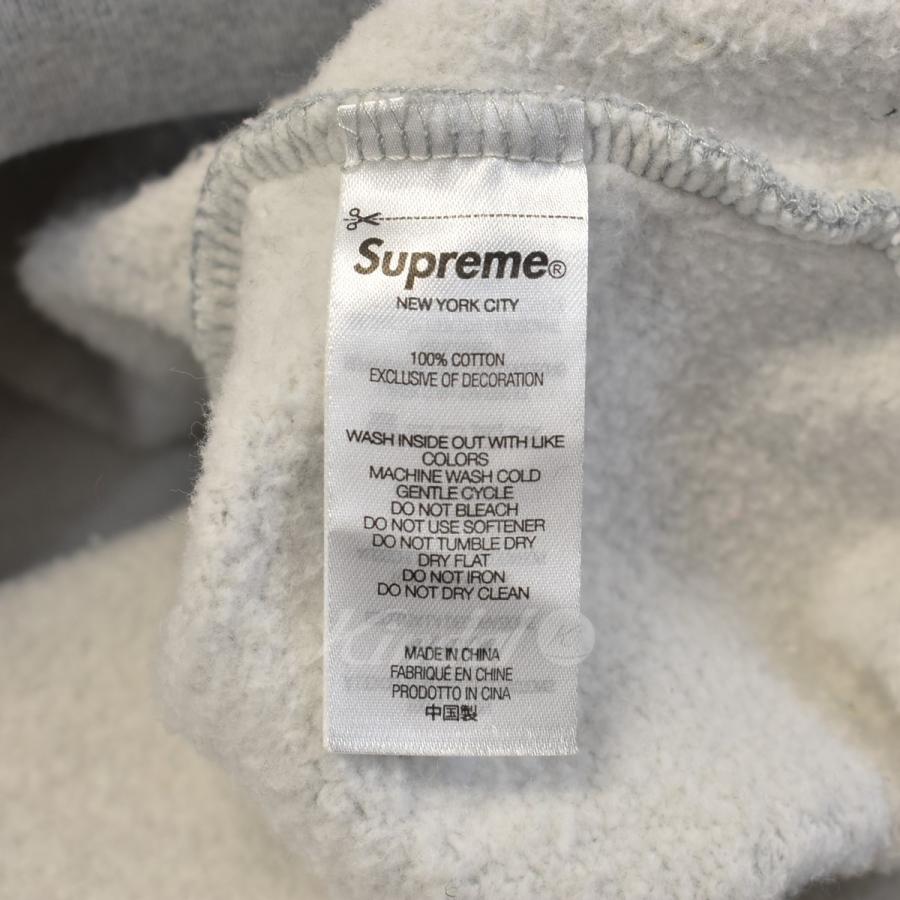 Supreme®
NEW YORK CITY
100% COTTON
EXCLUSIVE OF DECORATION
WASH INSIDE OUT WITH LIKE
COLORS
MACHINE WASH COLD
GENTLE CYCLE
DO NOT BLEACH
DO NOT USE SOFTENER
DO NOT TUMBLE DRY
DRY FLAT
DO NOT IRON
DO NOT DRY CLEAN
MADE IN CHINA
FABRIQUÉ EN CHINE
PRODOTTO IN CINA
中国製